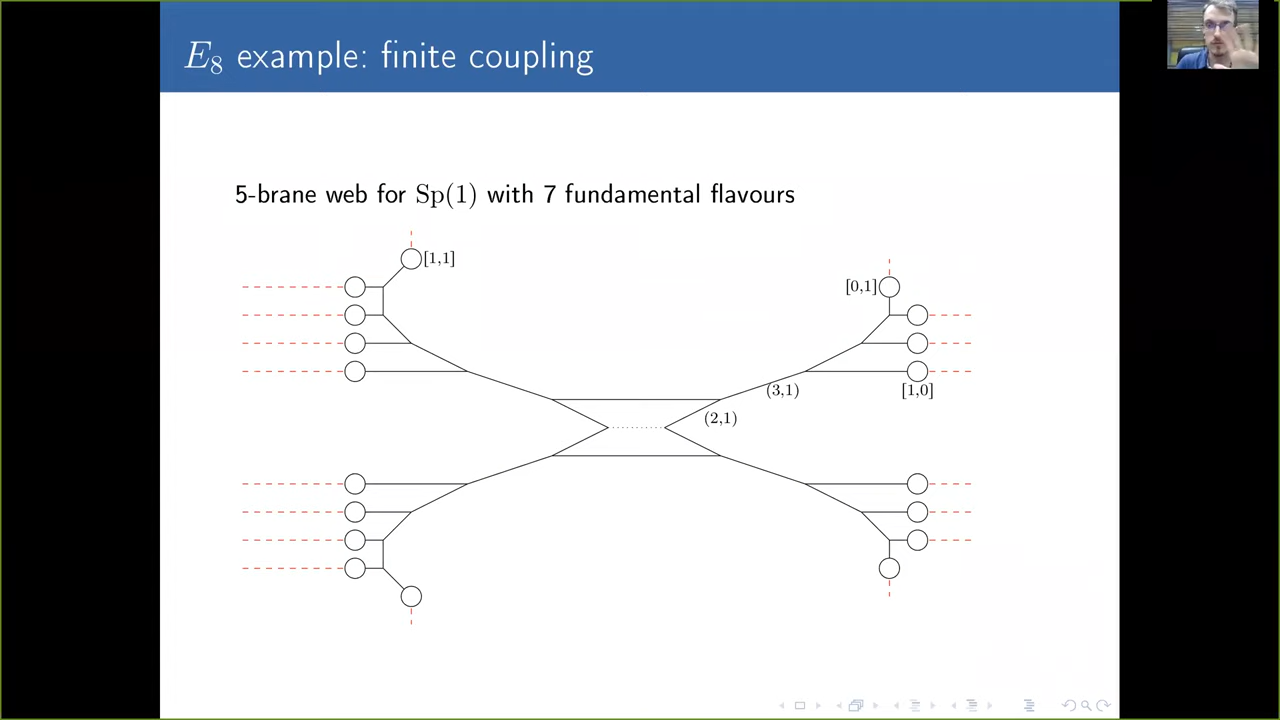 E₈ example: finite coupling
5-brane web for Sp(1) with 7 fundamental flavours
[1,1]
[0,1]
(3,1)
[1,0]
(2,1)